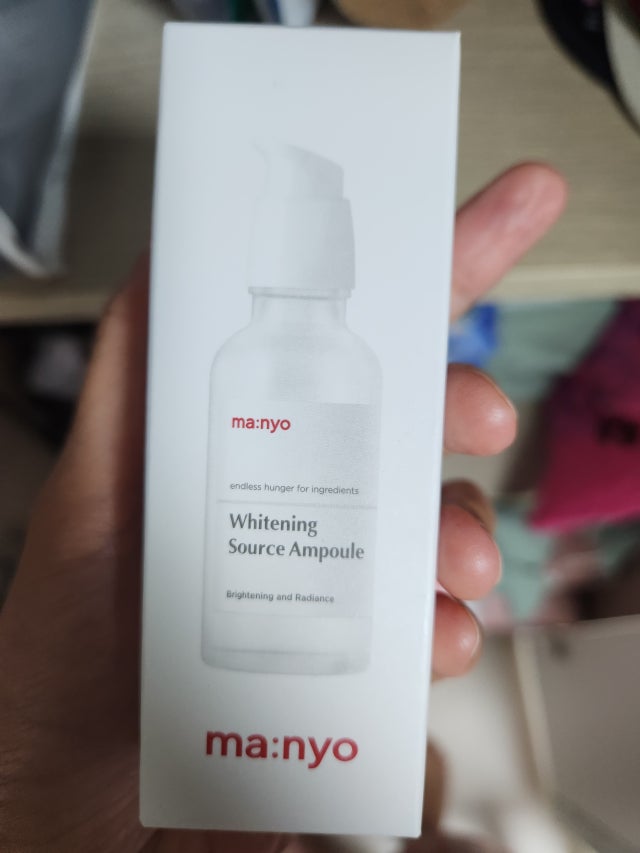 ma:nyo
endless hunger for ingredients
Whitening
Source Ampoule
Brightening and Radiance
ma:nyo